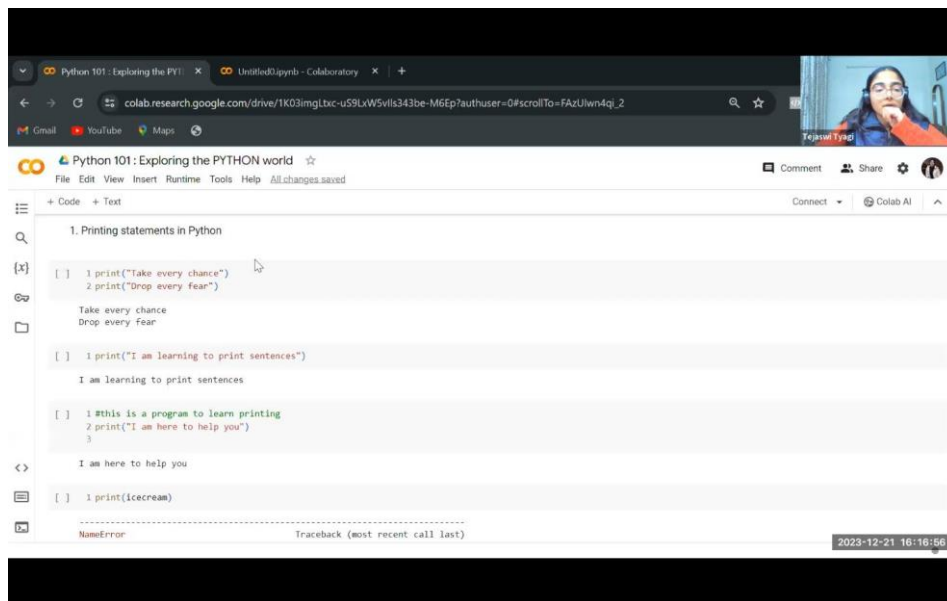 Python 101 : Exploring the PYT
Untitled0.ipynb - Colaboratory
colab.research.google.com/drive/1K03imgLtxc-uS9LxW5vlls343be-M6Ep?authuser=0#scrollTo=FAzUlwn4qi_2
Gmail YouTube Maps
Tejaswi Tyagi
Python 101 : Exploring the PYTHON world
Comment Share
File Edit View Insert Runtime Tools Help All changes saved
+ Code + Text
Connect Colab AI
1. Printing statements in Python
{x}
[ ] 1 print("Take every chance")
2 print("Drop every fear")
Take every chance
Drop every fear
[ ] 1 print("I am learning to print sentences")
I am learning to print sentences
[ ] 1 #this is a program to learn printing
2 print("I am here to help you")
3
I am here to help you
[ ] 1 print(icecream)
---------------------------------------------------------------------------
NameError Traceback (most recent call last)
2023-12-21 16:16:56